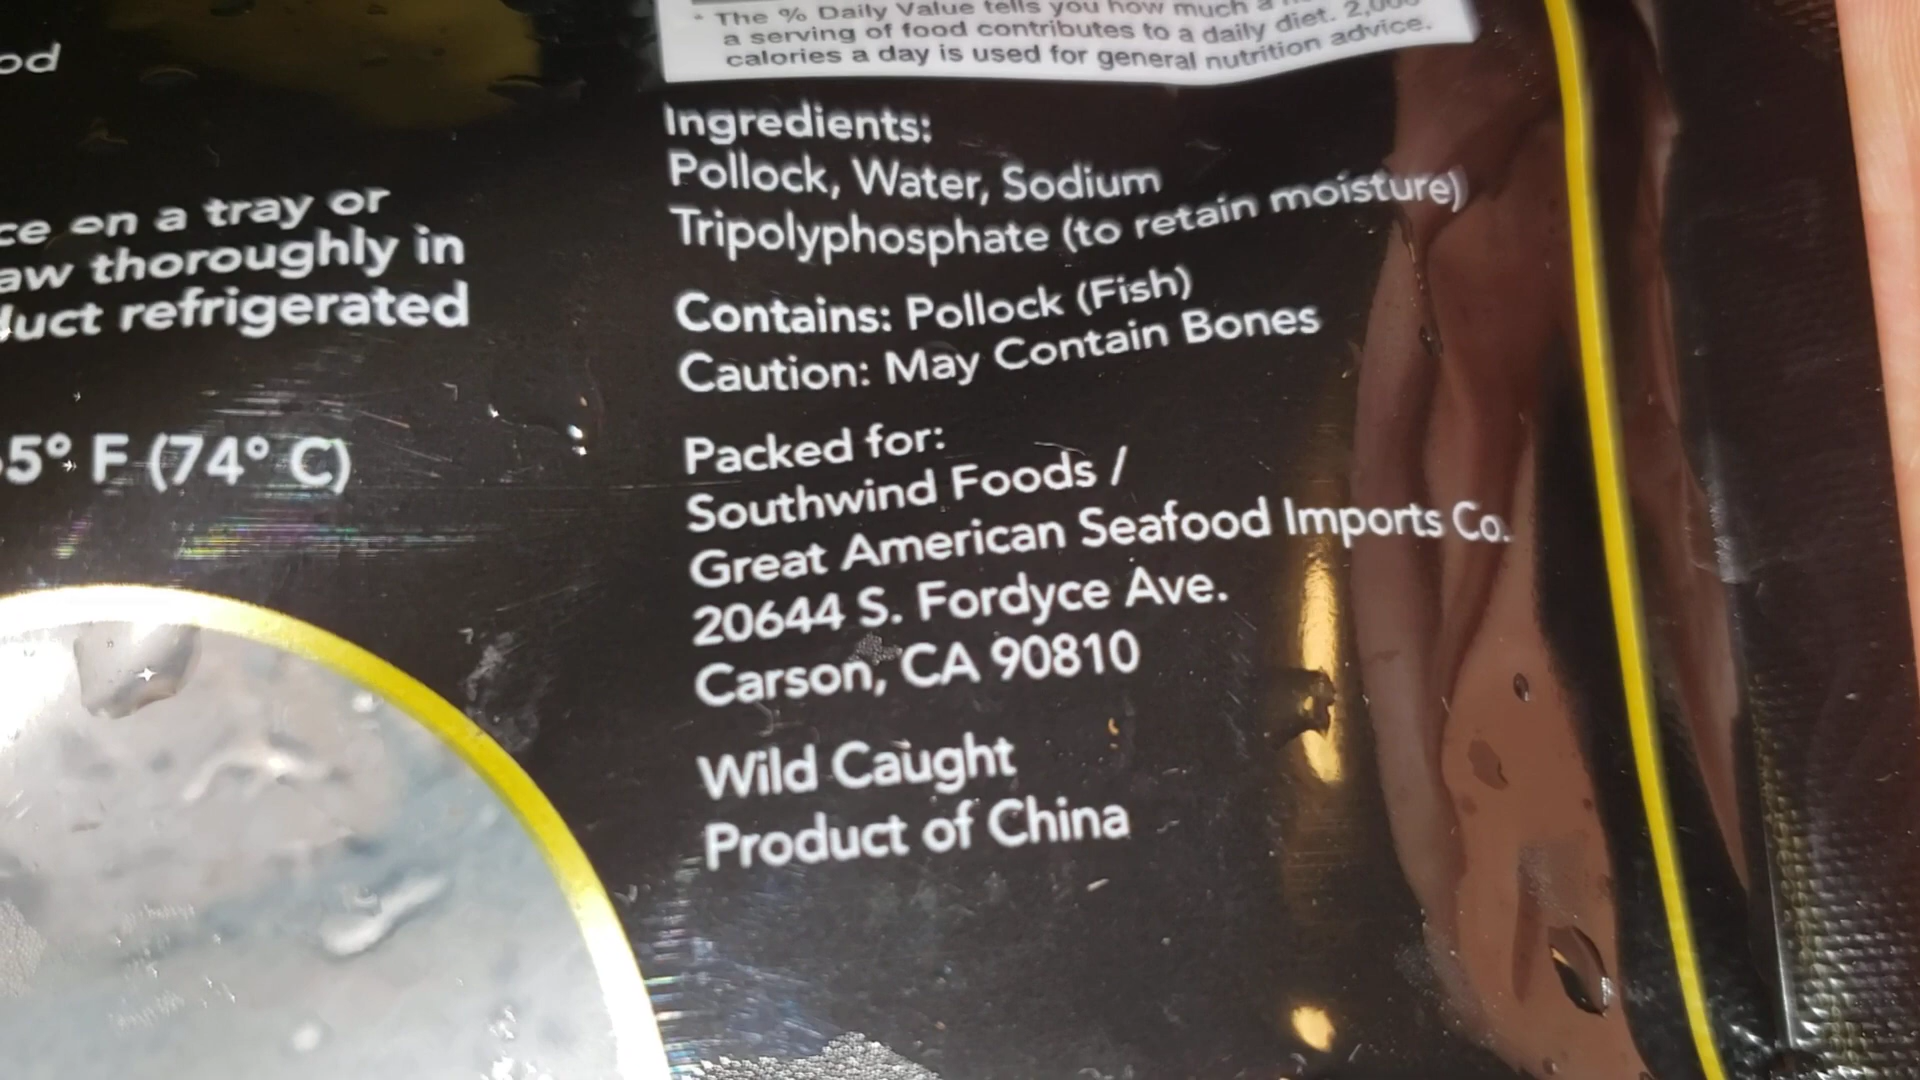 * The % Daily Value tells you how much a
a serving of food contributes to a daily diet. 2,000
calories a day is used for general nutrition advice.
od
ce on a tray or
aw thoroughly in
duct refrigerated
5° F (74° C)
Ingredients:
Pollock, Water, Sodium
Tripolyphosphate (to retain moisture)
Contains: Pollock (Fish)
Caution: May Contain Bones
Packed for:
Southwind Foods /
Great American Seafood Imports Co.
20644 S. Fordyce Ave.
Carson, CA 90810
Wild Caught
Product of China